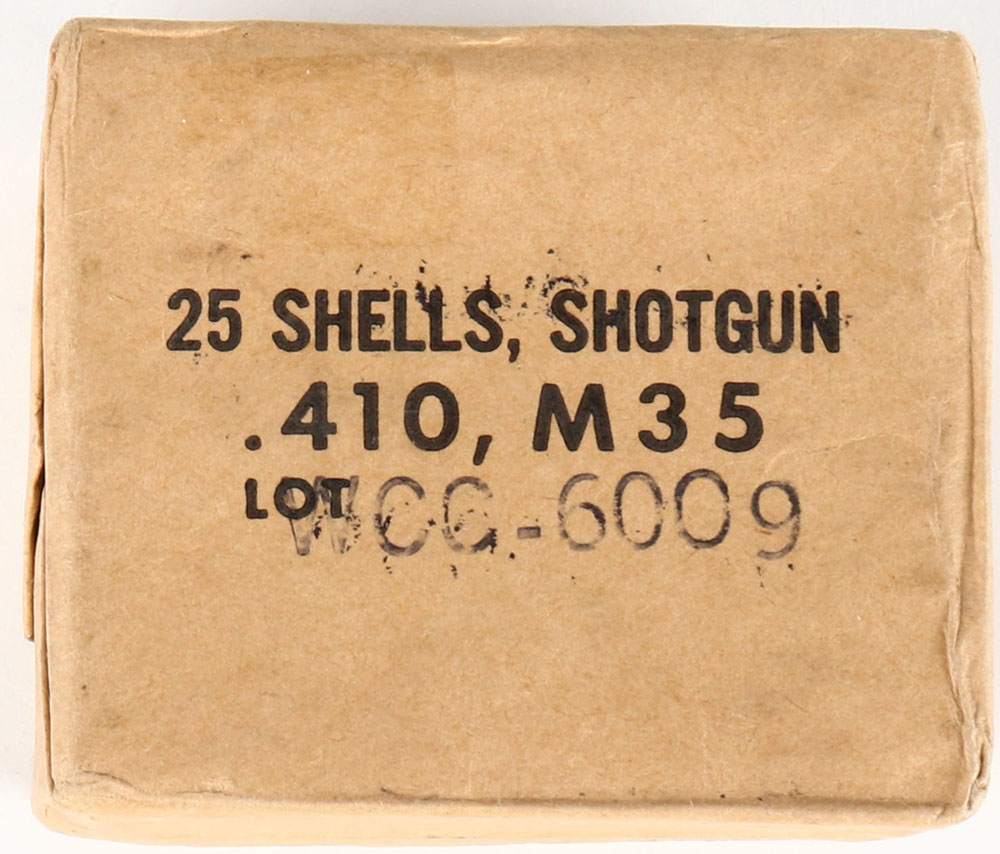 25 SHELLS, SHOTGUN
.410, M35
LOT WCC-6009